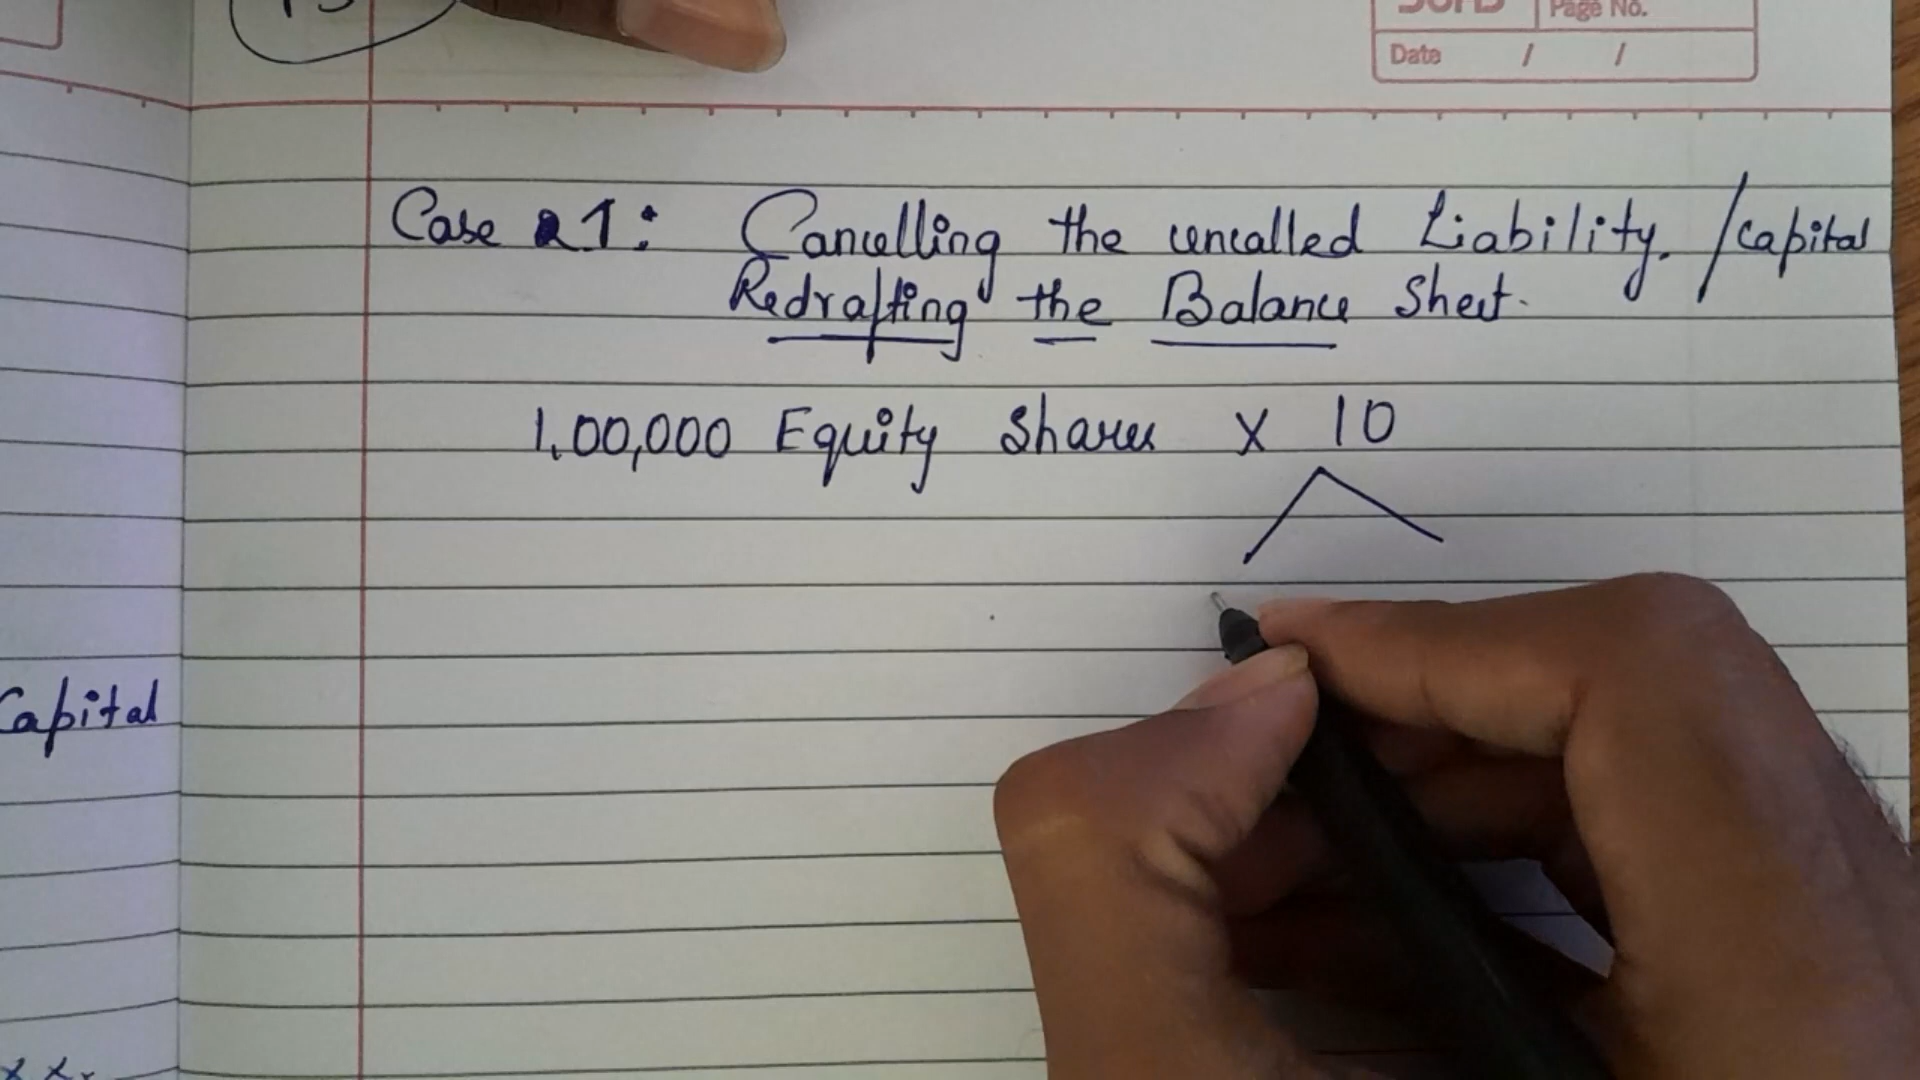 Page No.
Date / /
Case 1: Cancelling the uncalled Liability. /capital
Redrafting the Balance Sheet.
1,00,000 Equity Shares X 10
Capital